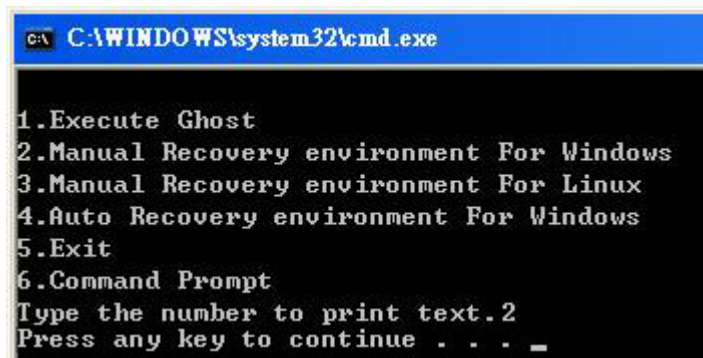 C:\WINDOWS\system32\cmd.exe
1.Execute Ghost
2.Manual Recovery environment For Windows
3.Manual Recovery environment For Linux
4.Auto Recovery environment For Windows
5.Exit
6.Command Prompt
Type the number to print text.2
Press any key to continue . . . _